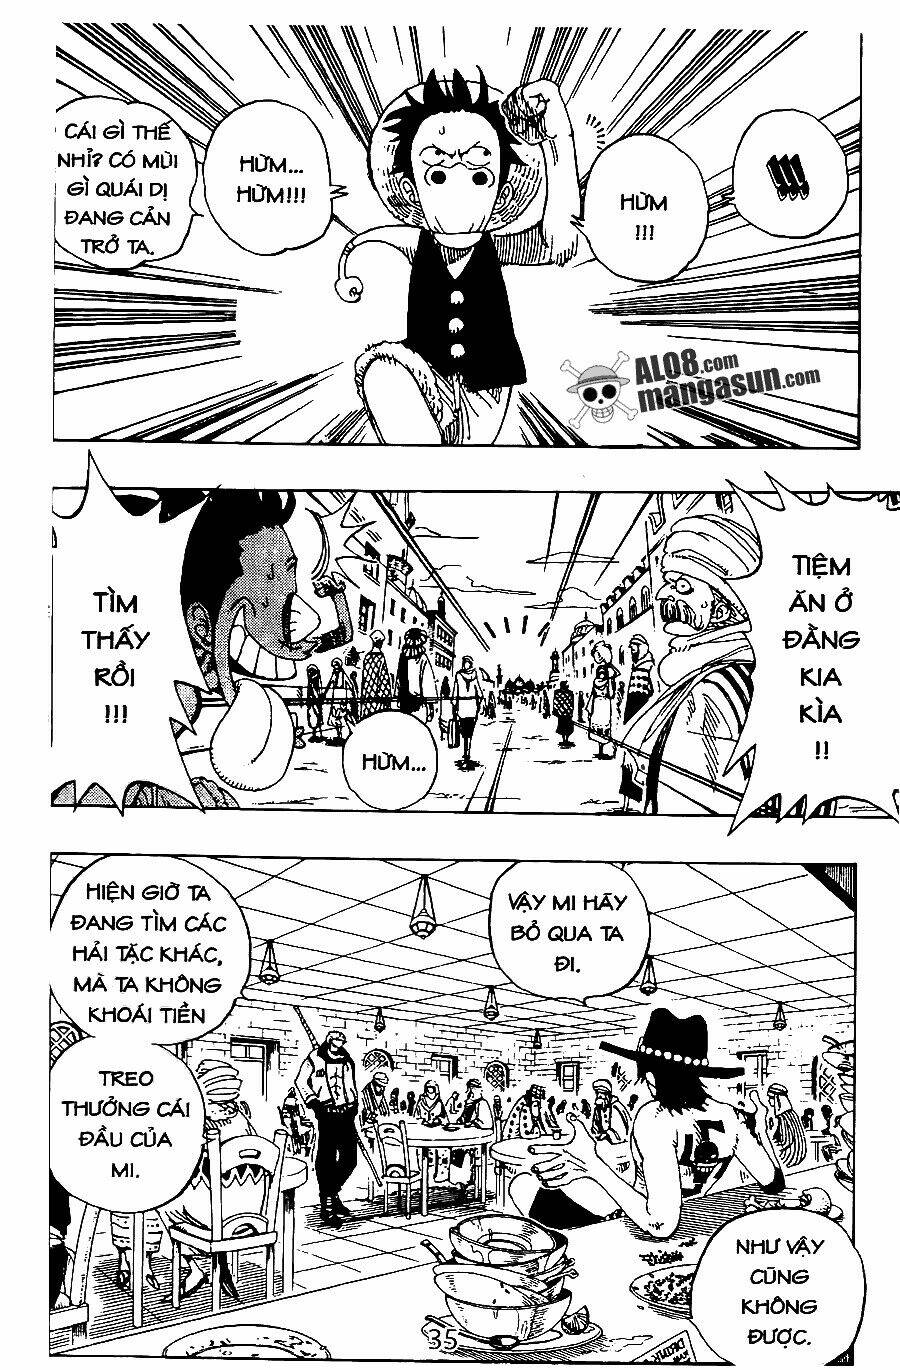 CÁI GÌ THẾ
NHỈ? CÓ MÙI
GÌ QUÁI DỊ
ĐANG CẢN
TRỞ TA.
HỪM...
HỪM!!!
HỪM
!!!
!!!
ALO8.com
mangasun.com
TÌM
THẤY
RỒI
!!!
HỪM...
TIỆM
ĂN Ở
ĐẰNG
KIA
KÌA
!!
HIỆN GIỜ TA
ĐANG TÌM CÁC
HẢI TẶC KHÁC,
MÀ TA KHÔNG
KHOÁI TIỀN
TREO
THƯỞNG CÁI
ĐẦU CỦA
MI.
VẬY MI HÃY
BỎ QUA TA
ĐI.
NHƯ VẬY
CŨNG
KHÔNG
ĐƯỢC.
35